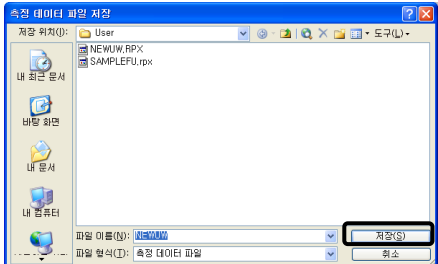 측정 데이터 파일 저장
저장 위치(I): User 도구(L)
NEWUW.RPX
SAMPLEFU.rpx
내 최근 문서
바탕 화면
내 문서
내 컴퓨터
파일 이름(N): NEWUW 저장(S)
파일 형식(T): 측정 데이터 파일 취소